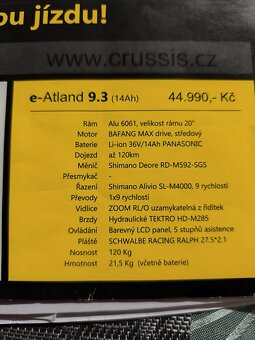 ou jízdu!
www.crussis.cz
e-Atland 9.3 (14Ah) 44.990,- Kč
Rám Alu 6061, velikost rámu 20"
Motor BAFANG MAX drive, středový
Baterie Li-ion 36V/14Ah PANASONIC
Dojezd až 120km
Měnič Shimano Deore RD-M592-SGS
Přesmykač -
Řazení Shimano Alivio SL-M4000, 9 rychlostí
Převody 1x9 rychlostí
Vidlice ZOOM RL/O uzamykatelná z řidítek
Brzdy Hydraulické TEKTRO HD-M285
Ovládání Barevný LCD panel, 5 stupňů asistence
Pláště SCHWALBE RACING RALPH 27.5*2.1
Nosnost 120 Kg
Hmotnost 21,5 Kg (včetně baterie)